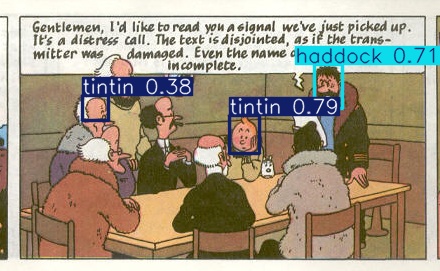 Gentlemen, I'd like to read you a signal we've just picked up.
It's a distress call. The text is disjointed, as if the trans-
mitter was damaged. Even the name o
incomplete.
haddock 0.71
tintin 0.38
tintin 0.79